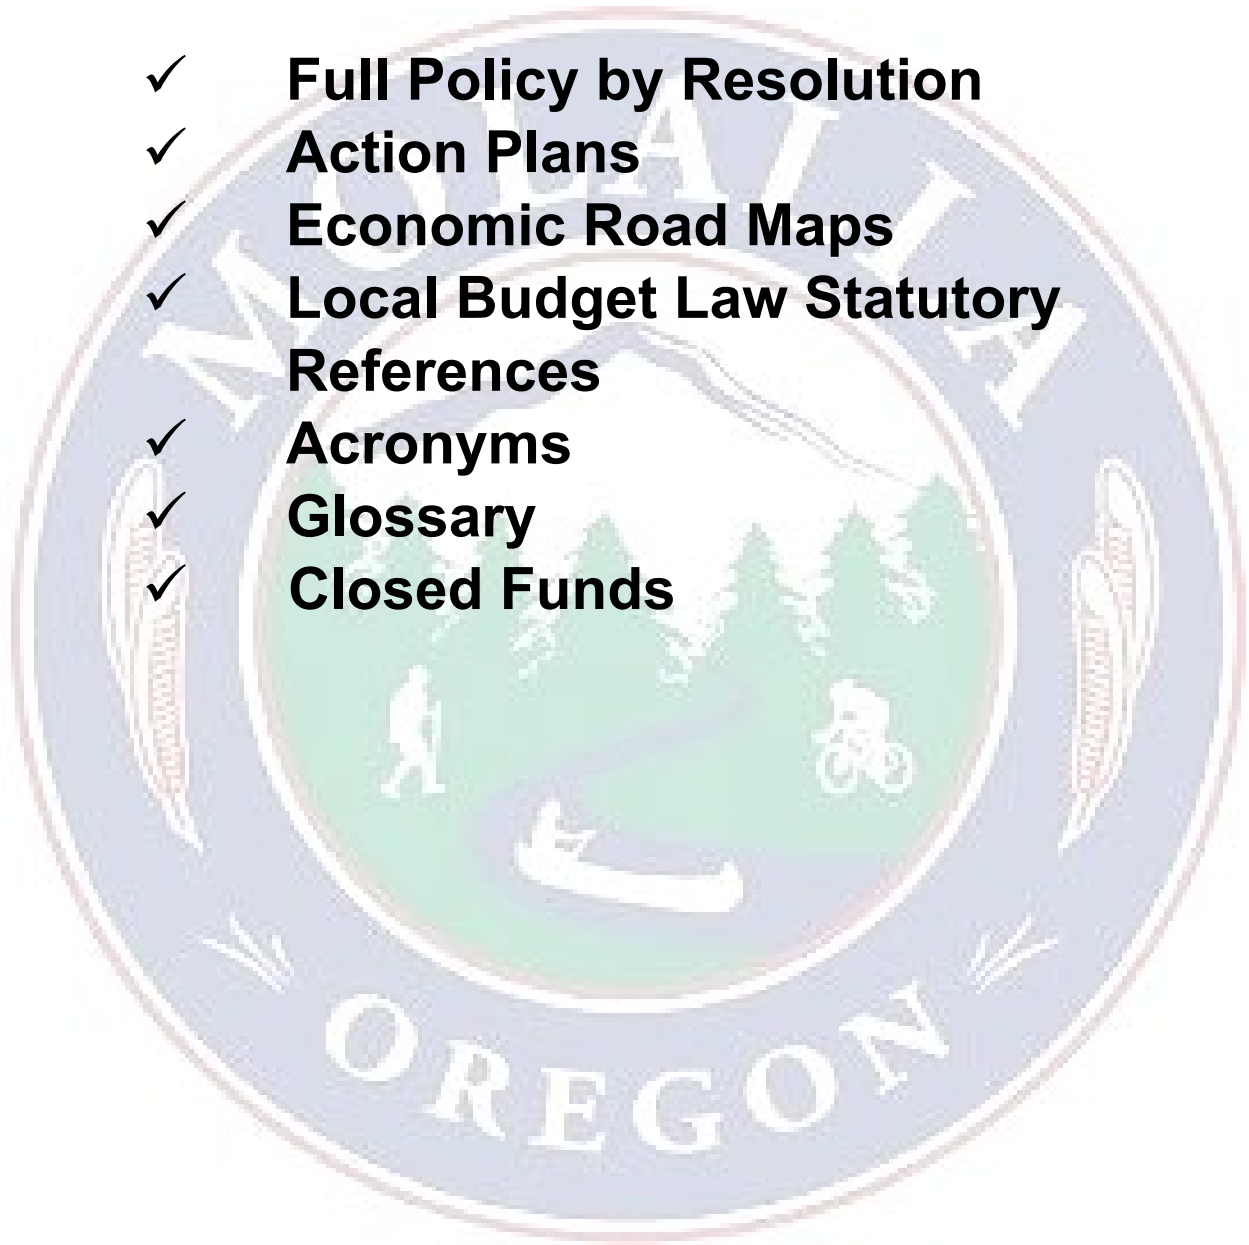 ✓ Full Policy by Resolution
✓ Action Plans
✓ Economic Road Maps
✓ Local Budget Law Statutory
References
✓ Acronyms
✓ Glossary
✓ Closed Funds
MOLALLA
OREGON